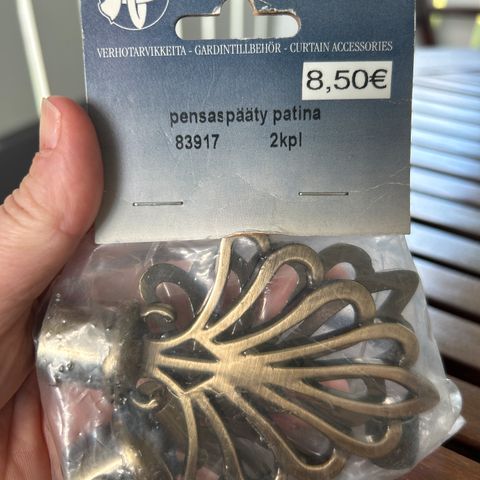 VERHOTARVIKKEITA - GARDINTILLBEHÖR - CURTAIN ACCESSORIES
8,50€
pensaspääty patina
83917 2kpl